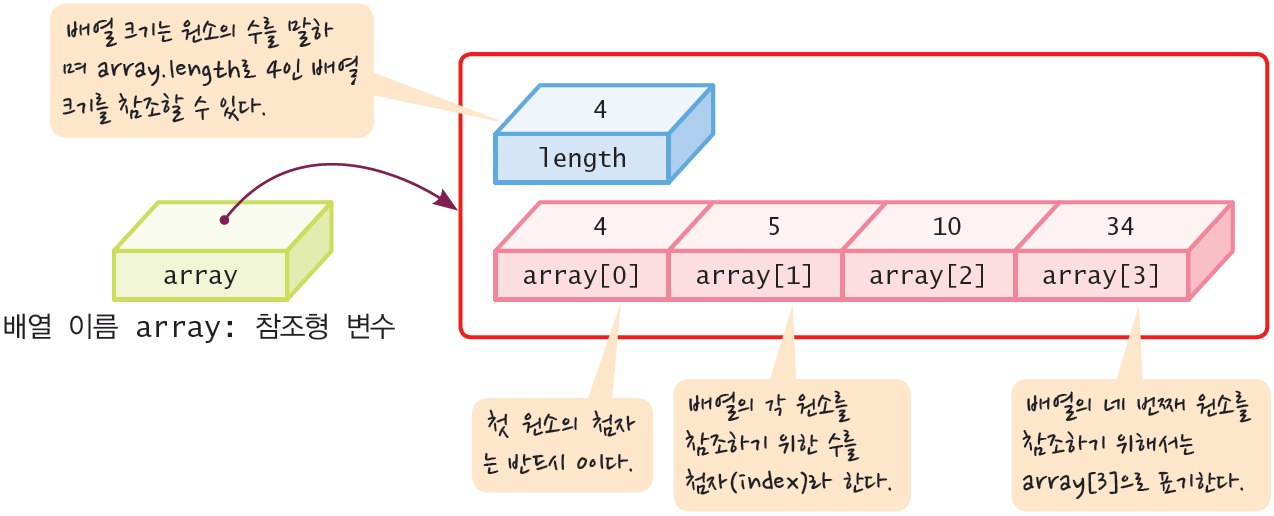 배열 크기는 원소의 수를 말하
며 array.length로 4인 배열
크기를 참조할 수 있다.
4
length
4 5 10 34
array
array[0] array[1] array[2] array[3]
배열 이름 array: 참조형 변수
첫 원소의 첨자
는 반드시 0이다.
배열의 각 원소를
참조하기 위한 수를
첨자(index)라 한다.
배열의 네 번째 원소를
참조하기 위해서는
array[3]으로 표기한다.